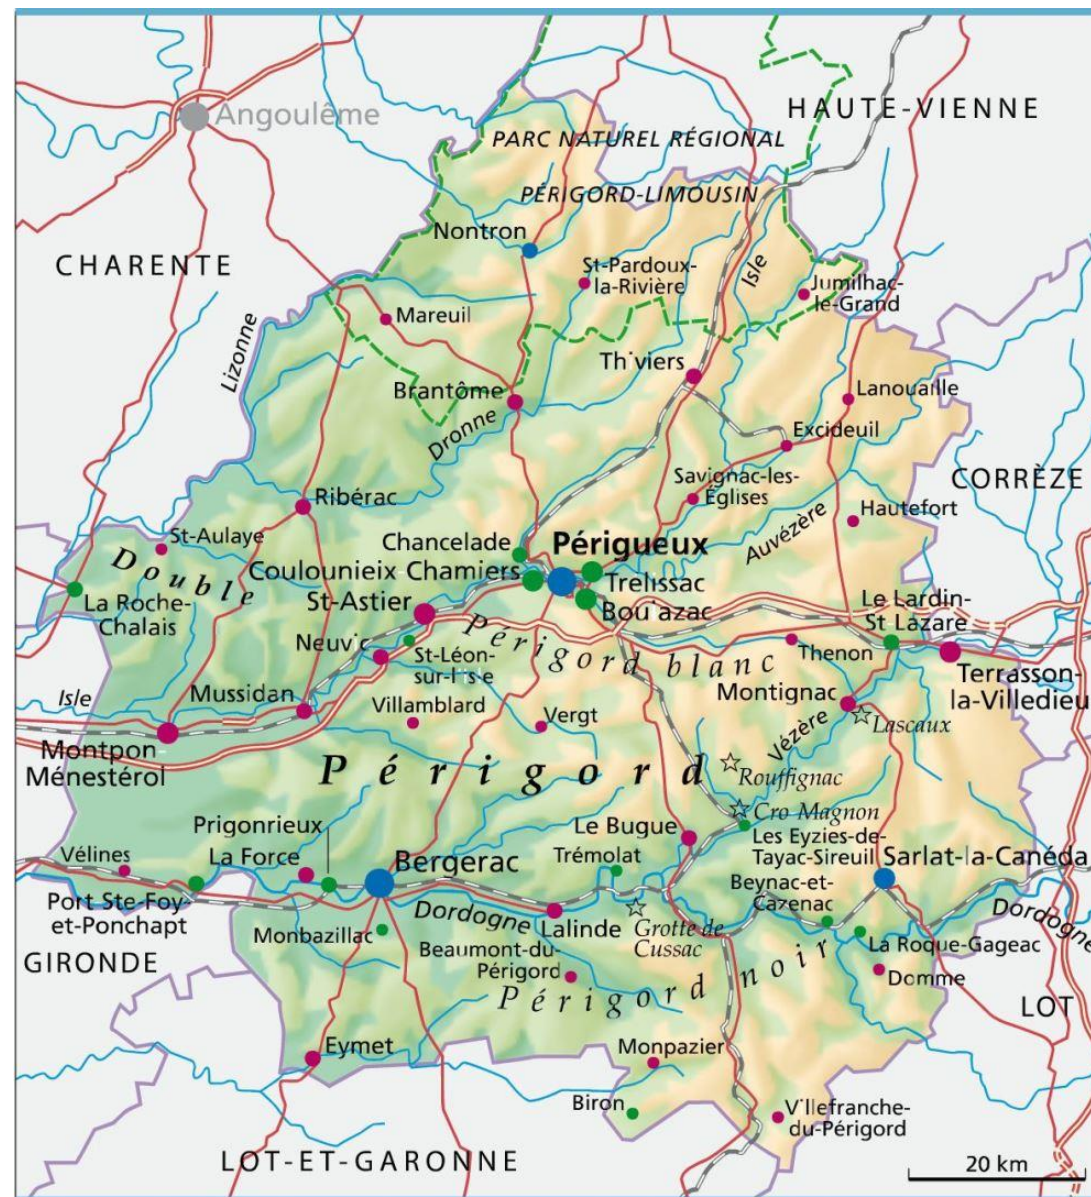 Angoulême
HAUTE-VIENNE
PARC NATUREL RÉGIONAL
PÉRIGORD-LIMOUSIN
Nontron
CHARENTE
St-Pardoux-
la-Rivière
Isle
Jumilhac-
le-Grand
Mareuil
Lizonne
Thiviers
Brantôme
Lanouaille
Dronne
Excideuil
Savignac-les-
Églises
CORRÈZE
Ribérac
Hautefort
St-Aulaye
Auvézère
Chancelade
Périgueux
Double
Coulounieix-Chamiers
Trélissac
La Roche-
Chalais
St-Astier
Boulazac
Le Lardin-
St-Lazare
Périgord blanc
Neuvic
St-Léon-
sur-l'Isle
Thenon
Terrasson-
la-Villedieu
Isle
Mussidan
Villamblard
Vergt
Montignac
Lascaux
Vézère
Montpon-
Ménestérol
Périgord
Rouffignac
Cro Magnon
Prigonrieux
Le Bugue
Les Eyzies-de-
Tayac-Sireuil
Vélines
La Force
Bergerac
Trémolat
Sarlat-la-Canéda
Beynac-et-
Cazenac
Port Ste-Foy-
et-Ponchapt
Dordogne
Lalinde
Grotte de
Cussac
Dordogne
Monbazillac
La Roque-Gageac
GIRONDE
Beaumont-du-
Périgord
Domme
Périgord noir
LOT
Eymet
Monpazier
Biron
Villefranche-
du-Périgord
LOT-ET-GARONNE
20 km